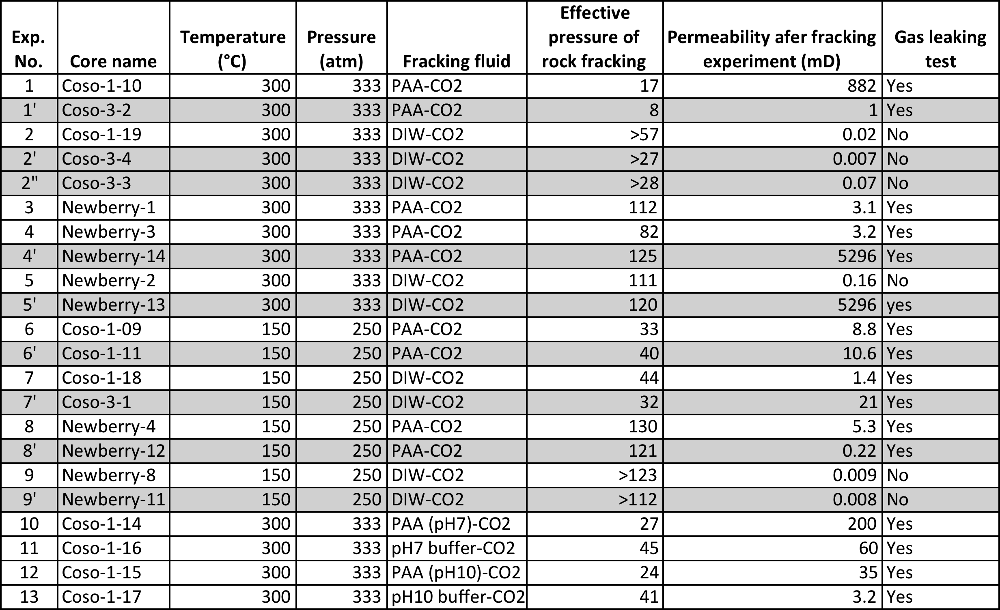 Exp. No. Core name Temperature (°C) Pressure (atm) Fracking fluid Effective pressure of rock fracking Permeability afer fracking experiment (mD) Gas leaking test
1 Coso-1-10 300 333 PAA-CO2 17 882 Yes
1' Coso-3-2 300 333 PAA-CO2 8 1 Yes
2 Coso-1-19 300 333 DIW-CO2 >57 0.02 No
2' Coso-3-4 300 333 DIW-CO2 >27 0.007 No
2" Coso-3-3 300 333 DIW-CO2 >28 0.07 No
3 Newberry-1 300 333 PAA-CO2 112 3.1 Yes
4 Newberry-3 300 333 PAA-CO2 82 3.2 Yes
4' Newberry-14 300 333 PAA-CO2 125 5296 Yes
5 Newberry-2 300 333 DIW-CO2 111 0.16 No
5' Newberry-13 300 333 DIW-CO2 120 5296 yes
6 Coso-1-09 150 250 PAA-CO2 33 8.8 Yes
6' Coso-1-11 150 250 PAA-CO2 40 10.6 Yes
7 Coso-1-18 150 250 DIW-CO2 44 1.4 Yes
7' Coso-3-1 150 250 DIW-CO2 32 21 Yes
8 Newberry-4 150 250 PAA-CO2 130 5.3 Yes
8' Newberry-12 150 250 PAA-CO2 121 0.22 Yes
9 Newberry-8 150 250 DIW-CO2 >123 0.009 No
9' Newberry-11 150 250 DIW-CO2 >112 0.008 No
10 Coso-1-14 300 333 PAA (pH7)-CO2 27 200 Yes
11 Coso-1-16 300 333 pH7 buffer-CO2 45 60 Yes
12 Coso-1-15 300 333 PAA (pH10)-CO2 24 35 Yes
13 Coso-1-17 300 333 pH10 buffer-CO2 41 3.2 Yes